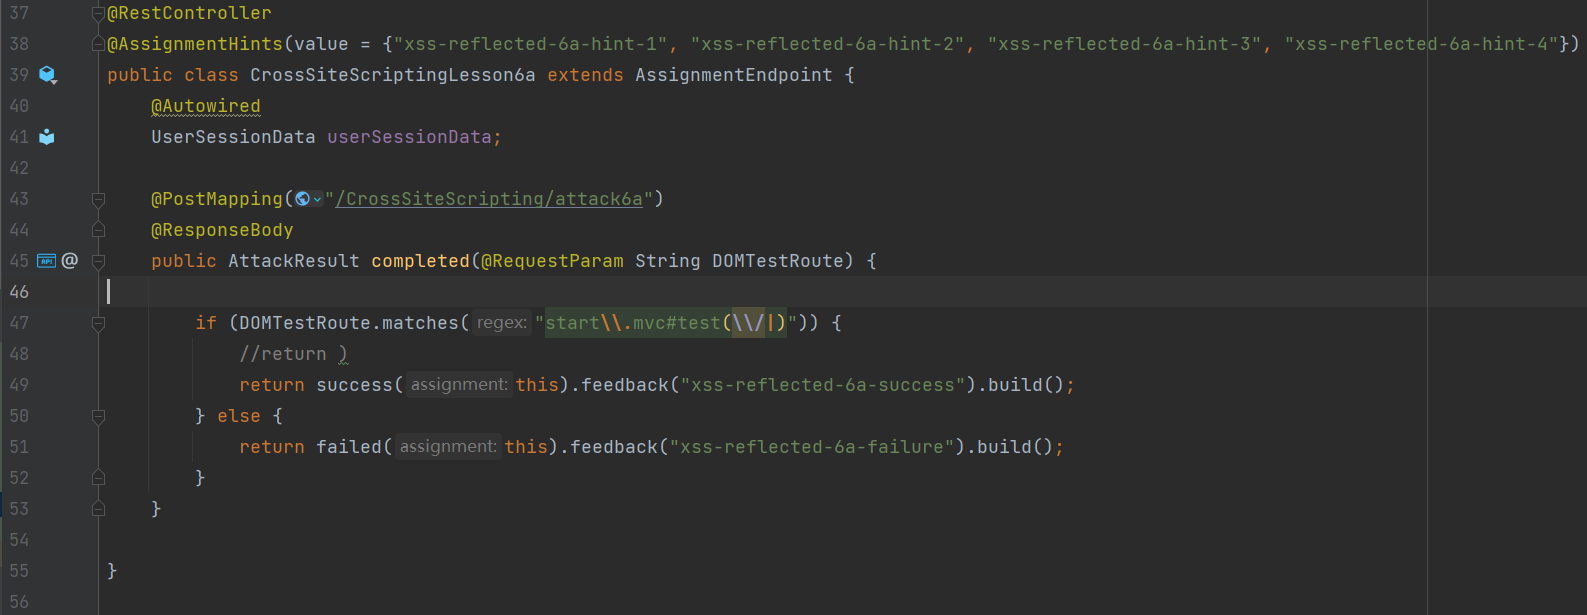 37 @RestController
38 @AssignmentHints(value = {"xss-reflected-6a-hint-1", "xss-reflected-6a-hint-2", "xss-reflected-6a-hint-3", "xss-reflected-6a-hint-4"})
39 public class CrossSiteScriptingLesson6a extends AssignmentEndpoint {
40 @Autowired
41 UserSessionData userSessionData;
42
43 @PostMapping("/CrossSiteScripting/attack6a")
44 @ResponseBody
45 API @ public AttackResult completed(@RequestParam String DOMTestRoute) {
46
47 if (DOMTestRoute.matches( regex: "start\\.mvc#test(\\/|)")) {
48 //return )
49 return success( assignment: this).feedback("xss-reflected-6a-success").build();
50 } else {
51 return failed( assignment: this).feedback("xss-reflected-6a-failure").build();
52 }
53 }
54
55 }
56